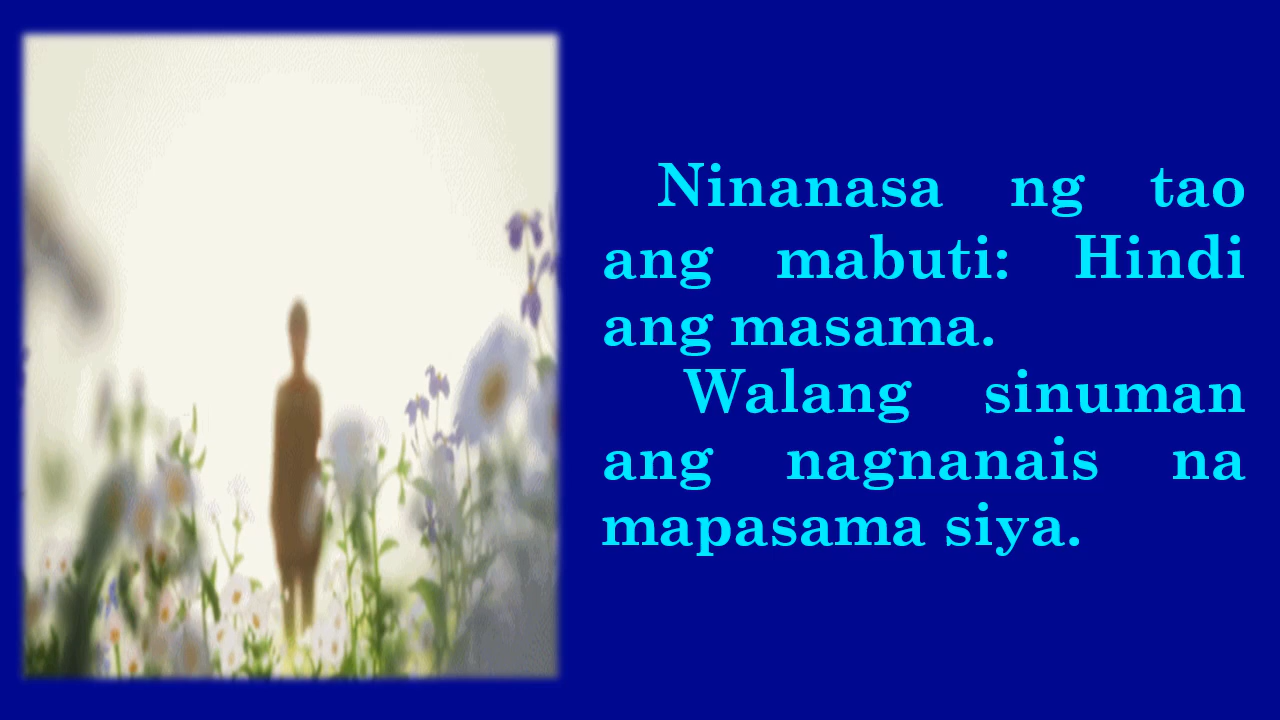 Ninanasa ng tao
ang mabuti: Hindi
ang masama.
Walang sinuman
ang nagnanais na
mapasama siya.